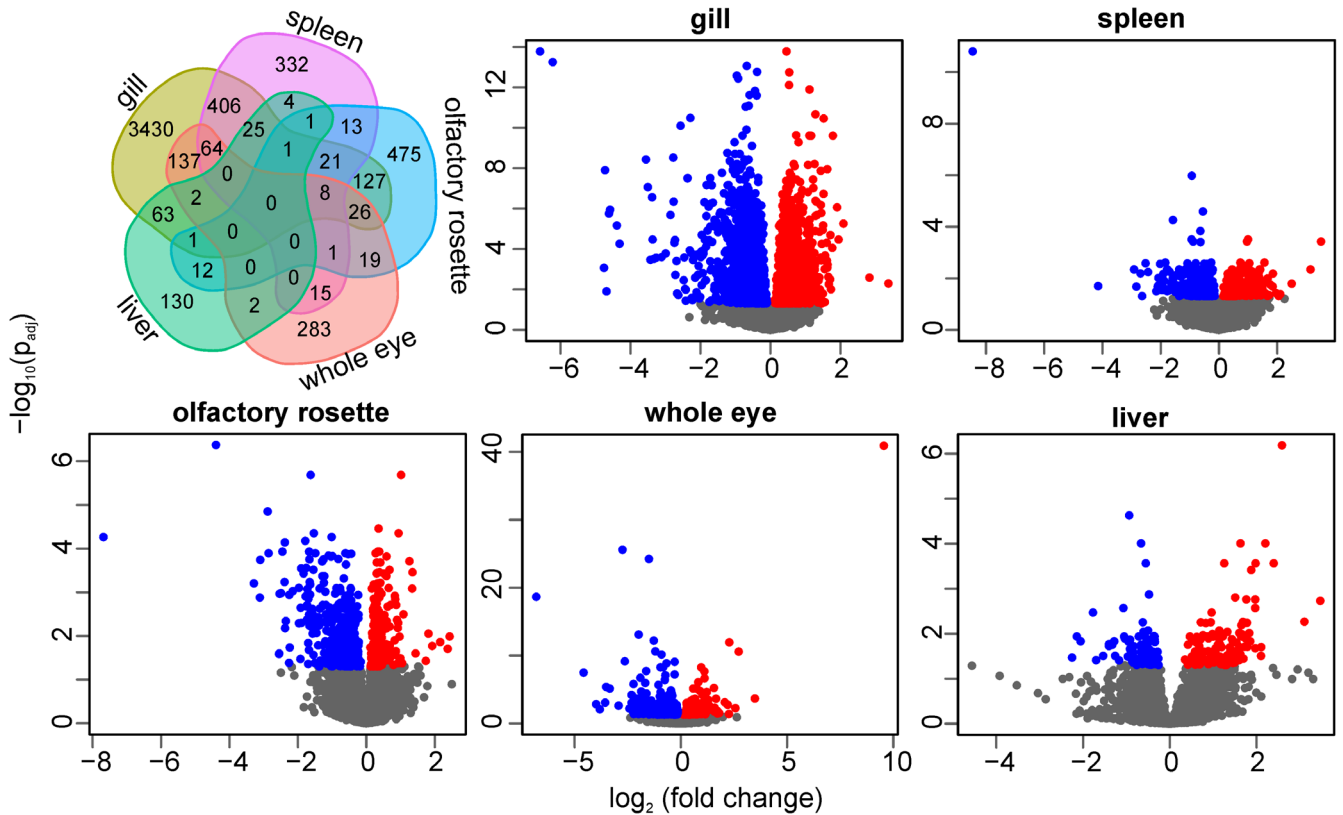 spleen
gill
olfactory rosette
liver
whole eye
332
406
4
3430
25
1
13
137
64
1
21
475
0
127
2
0
8
26
63
0
1
0
1
19
12
0
0
130
2
15
283
gill
12
8
4
0
−6 −4 −2 0 2
spleen
8
4
0
−8 −6 −4 −2 0 2
−log₁₀(pₐdj)
olfactory rosette
6
4
2
0
−8 −6 −4 −2 0 2
whole eye
40
20
0
−5 0 5 10
liver
6
4
2
0
−4 −2 0 2
log₂ (fold change)